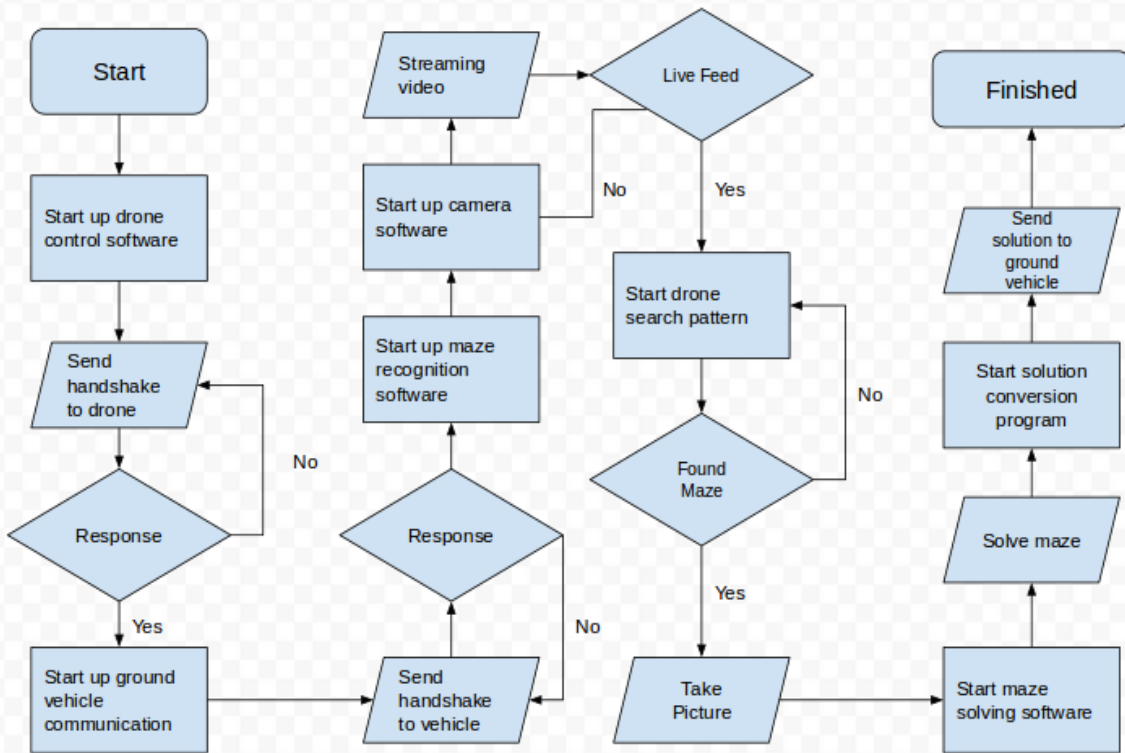 Start
Start up drone
control software
Send
handshake
to drone
No
Response
Yes
Start up ground
vehicle
communication
Send
handshake
to vehicle
No
Response
Start up maze
recognition
software
Start up camera
software
Streaming
video
Live Feed
No
Yes
Start drone
search pattern
No
Found
Maze
Yes
Take
Picture
Start maze
solving software
Solve maze
Start solution
conversion
program
Send
solution to
ground
vehicle
Finished